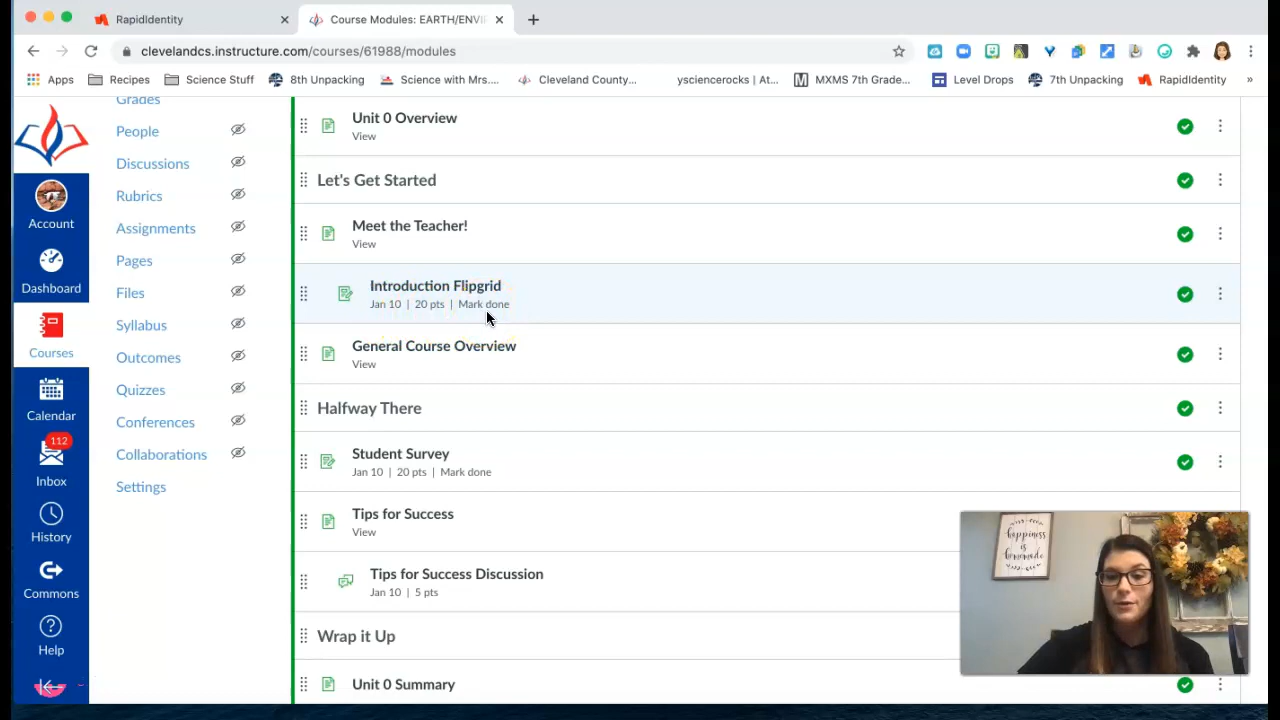 RapidIdentity
Course Modules: EARTH/ENVI
clevelandcs.instructure.com/courses/61988/modules
Apps
Recipes
Science Stuff
8th Unpacking
Science with Mrs....
Cleveland County...
ysciencerocks | At...
MXMS 7th Grade...
Level Drops
7th Unpacking
RapidIdentity
»
Account
Dashboard
Courses
Calendar
112
Inbox
History
Commons
Help
Grades
People
Discussions
Rubrics
Assignments
Pages
Files
Syllabus
Outcomes
Quizzes
Conferences
Collaborations
Settings
Unit 0 Overview
View
Let's Get Started
Meet the Teacher!
View
Introduction Flipgrid
Jan 10 | 20 pts | Mark done
General Course Overview
View
Halfway There
Student Survey
Jan 10 | 20 pts | Mark done
Tips for Success
View
Tips for Success Discussion
Jan 10 | 5 pts
Wrap it Up
Unit 0 Summary
happiness
is
homemade